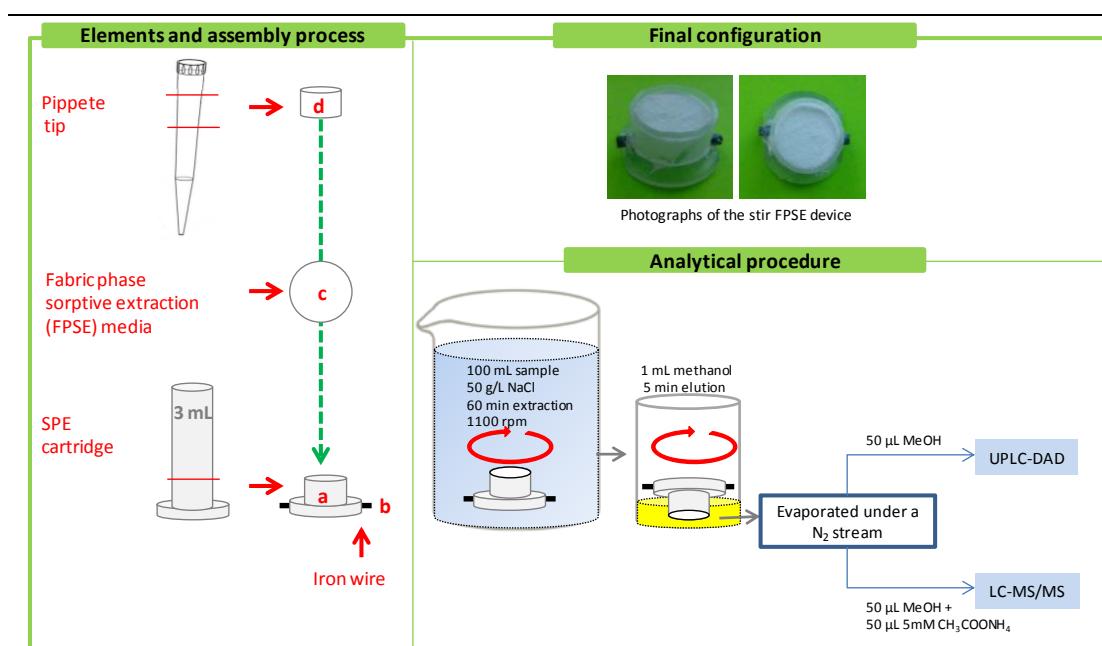 Elements and assembly process
Pippete
tip
d
Fabric phase
sorptive extraction
(FPSE) media
c
3 mL
SPE
cartridge
a
b
Iron wire
Final configuration
Photographs of the stir FPSE device
Analytical procedure
100 mL sample
50 g/L NaCl
60 min extraction
1100 rpm
1 mL methanol
5 min elution
Evaporated under a
N₂ stream
50 µL MeOH
UPLC-DAD
LC-MS/MS
50 µL MeOH +
50 µL 5mM CH₃COONH₄